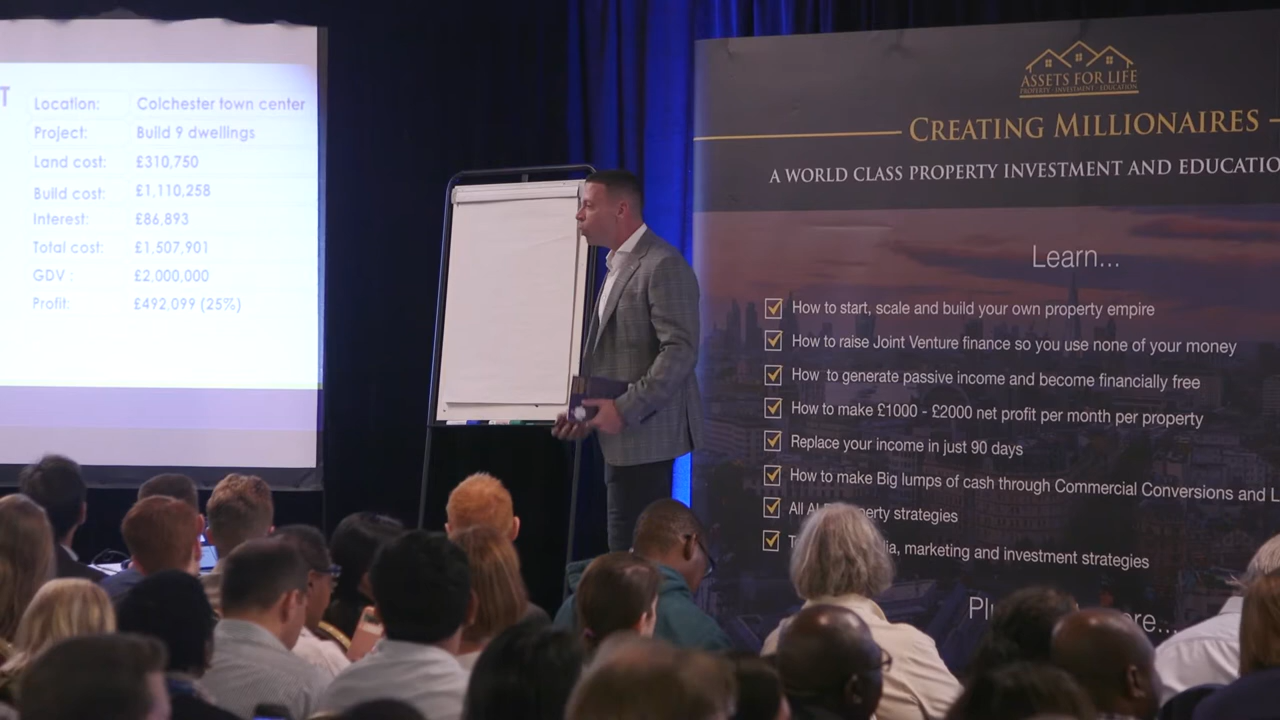 T
Location: Colchester town center
Project: Build 9 dwellings
Land cost: £310,750
Build cost: £1,110,258
Interest: £86,893
Total cost: £1,507,901
GDV : £2,000,000
Profit: £492,099 (25%)
ASSETS FOR LIFE
PROPERTY · INVESTMENT · EDUCATION
CREATING MILLIONAIRES
A WORLD CLASS PROPERTY INVESTMENT AND EDUCATIO
Learn...
How to start, scale and build your own property empire
How to raise Joint Venture finance so you use none of your money
How to generate passive income and become financially free
How to make £1000 - £2000 net profit per month per property
Replace your income in just 90 days
How to make Big lumps of cash through Commercial Conversions and L
All strategies
marketing and investment strategies